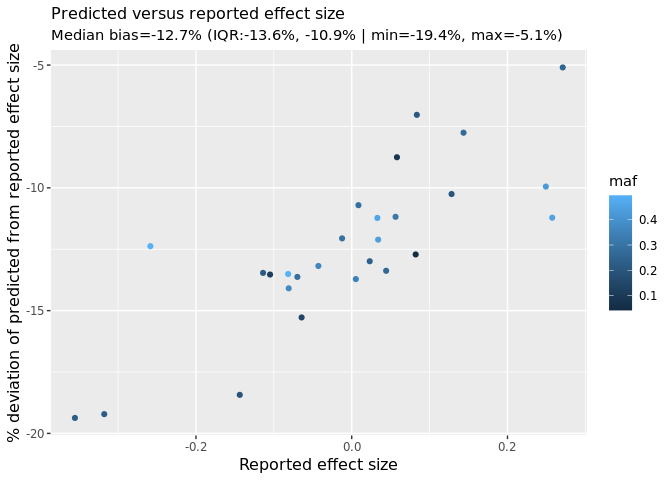 Predicted versus reported effect size
Median bias=-12.7% (IQR:-13.6%, -10.9% | min=-19.4%, max=-5.1%)
% deviation of predicted from reported effect size
-5
-10
-15
-20
-0.2
0.0
0.2
Reported effect size
maf
0.4
0.3
0.2
0.1